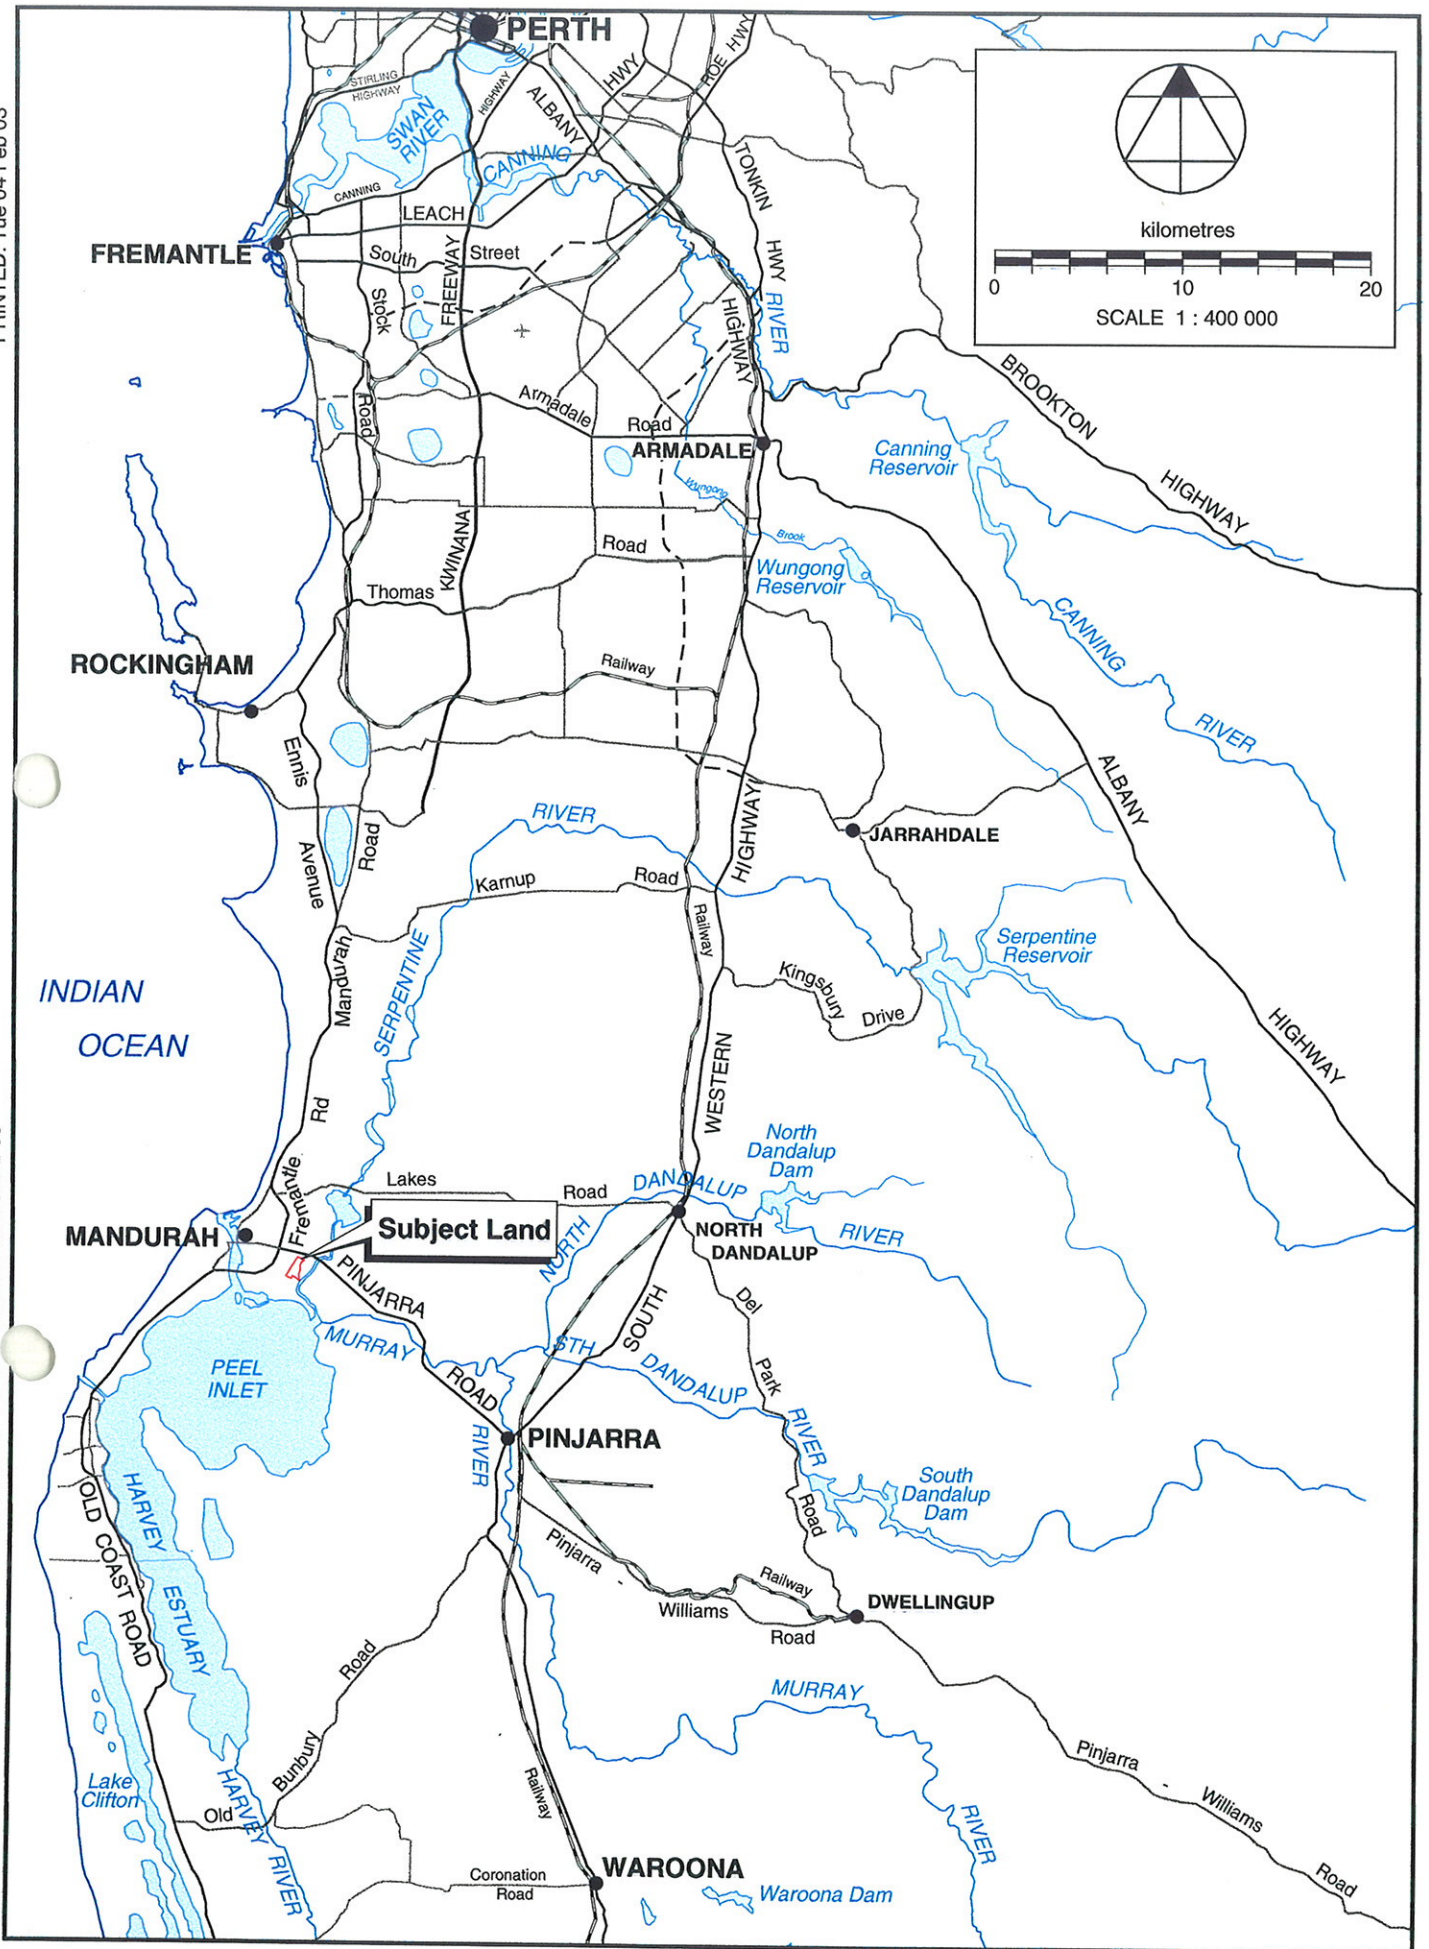 PERTH
STIRLING
HIGHWAY
HIGHWAY
HWY
ROE HWY
SWAN
RIVER
ALBANY
CANNING
CANNING
TONKIN
HWY
LEACH
FREMANTLE
South
Street
FREEWAY
Stock
Road
HIGHWAY
RIVER
kilometres
0
10
20
SCALE 1 : 400 000
BROOKTON
HIGHWAY
Armadale
Road
ARMADALE
Canning
Reservoir
Wungong
Brook
Wungong
Reservoir
KWINANA
Road
Thomas
CANNING
RIVER
ROCKINGHAM
Railway
Ennis
Avenue
Road
ALBANY
HIGHWAY
RIVER
HIGHWAY
JARRAHDALE
Karnup
Road
Railway
Mandurah
SERPENTINE
Serpentine
Reservoir
Kingsbury
Drive
INDIAN
OCEAN
WESTERN
Rd
Fremantle
Lakes
Road
North
Dandalup
Dam
DANDALUP
NORTH
RIVER
MANDURAH
Subject Land
NORTH
DANDALUP
PINJARRA
ROAD
MURRAY
RIVER
SOUTH
Del
Park
Road
STH
DANDALUP
RIVER
PEEL
INLET
PINJARRA
HARVEY
ESTUARY
OLD COAST ROAD
South
Dandalup
Dam
Pinjarra
-
Williams
Road
Railway
DWELLINGUP
MURRAY
RIVER
Pinjarra
-
Williams
Road
Old
Bunbury
Road
Lake
Clifton
HARVEY RIVER
Railway
Coronation
Road
WAROONA
Waroona Dam